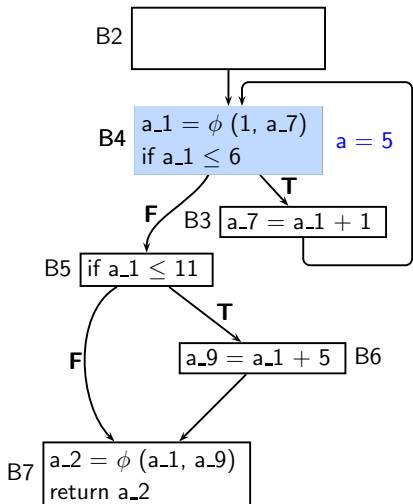 B2
B4
a_1 = ϕ (1, a_7)
if a_1 ≤ 6
a = 5
T
F
B3
a_7 = a_1 + 1
B5
if a_1 ≤ 11
T
F
a_9 = a_1 + 5
B6
B7
a_2 = ϕ (a_1, a_9)
return a_2